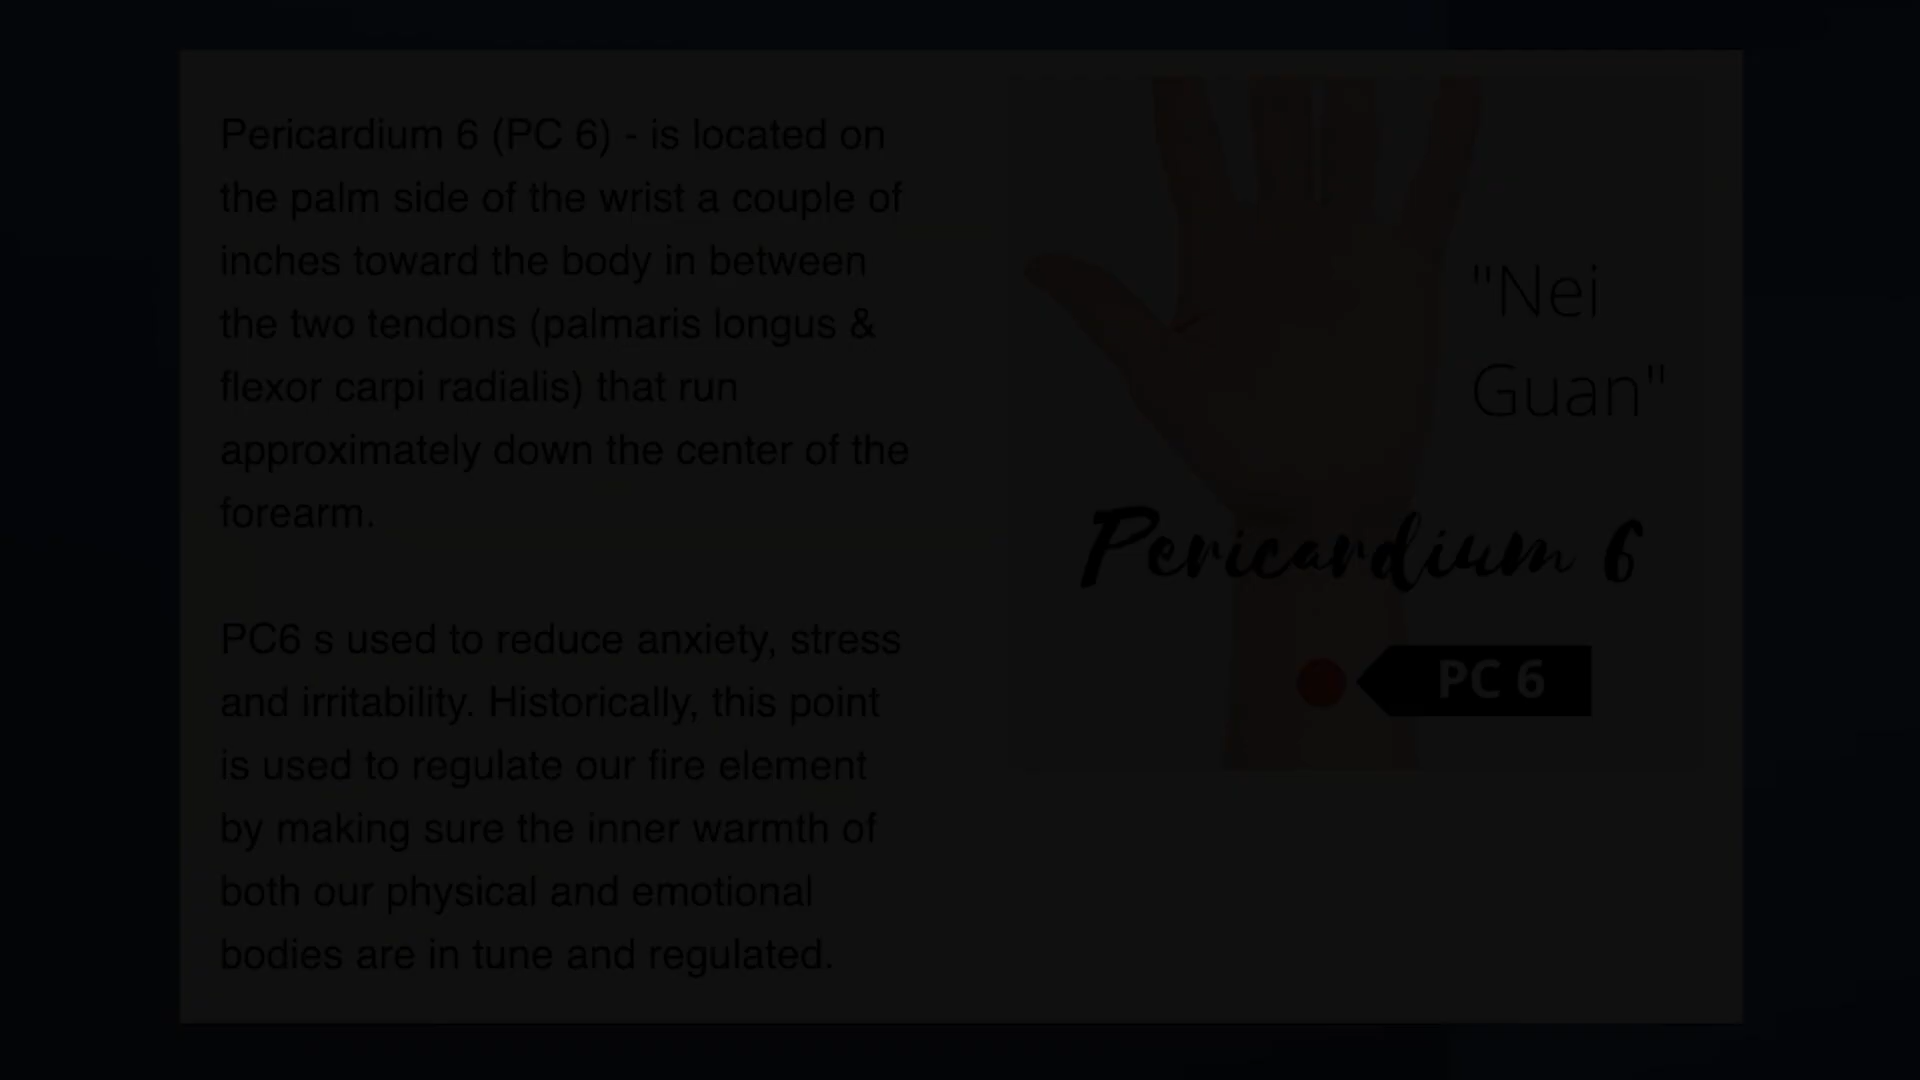 Pericardium 6 (PC 6) - is located on
the palm side of the wrist a couple of
inches toward the body in between
the two tendons (palmaris longus &
flexor carpi radialis) that run
approximately down the center of the
forearm.
PC6 s used to reduce anxiety, stress
and irritability. Historically, this point
is used to regulate our fire element
by making sure the inner warmth of
both our physical and emotional
bodies are in tune and regulated.
"Nei
Guan"
Pericardium 6
PC 6